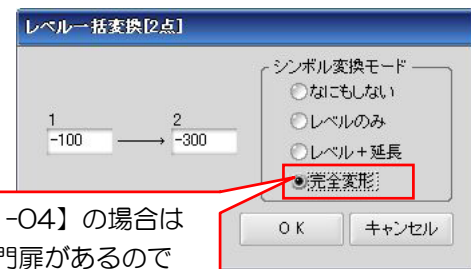 レベル一括変換[2点]
シンボル変換モード
なにもしない
レベルのみ
レベル+延長
完全変形
1 2
-100 → -300
OK キャンセル
-04】の場合は
門扉があるので